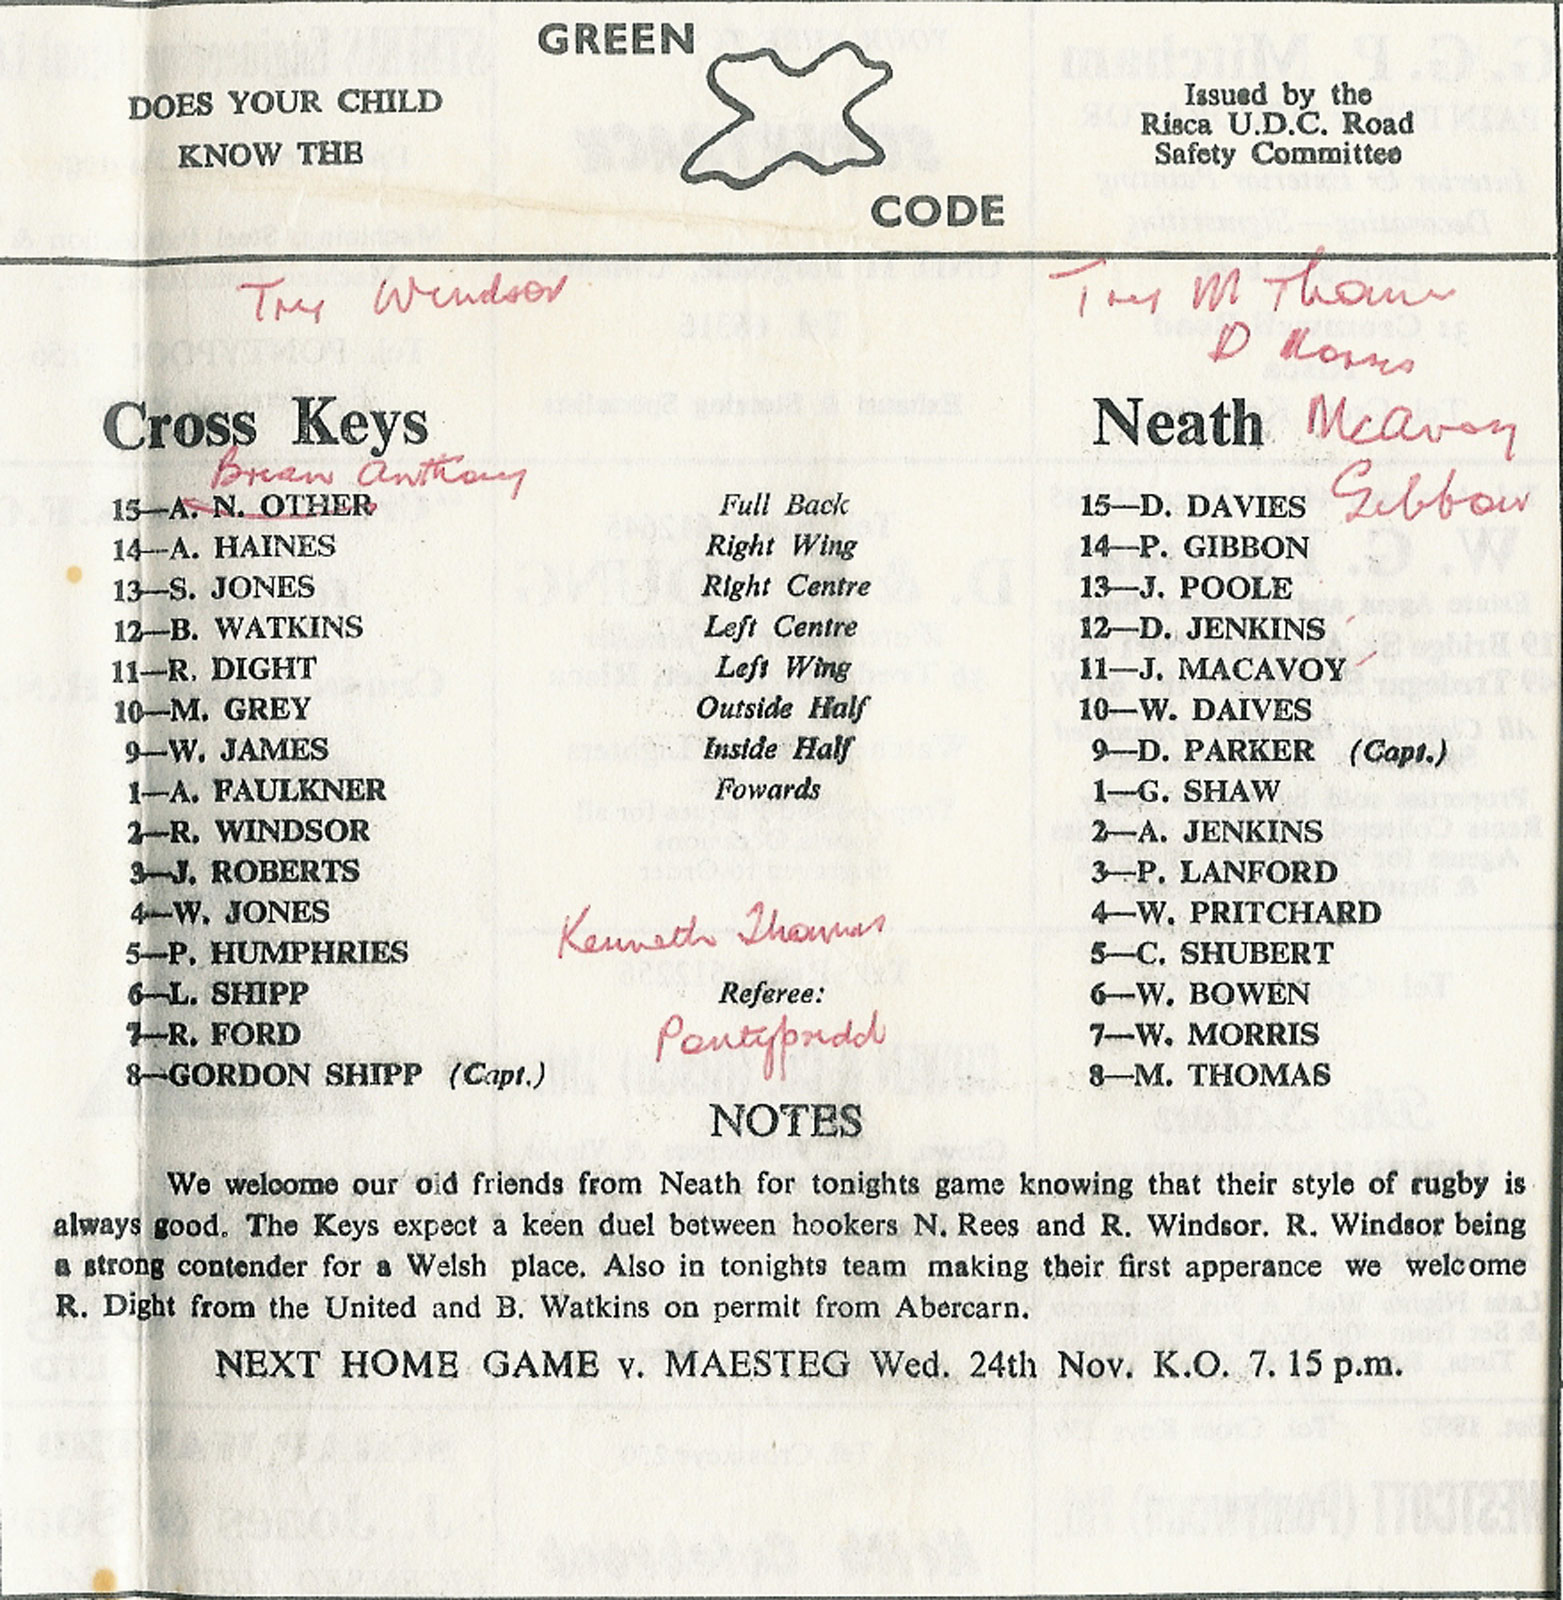 GREEN
DOES YOUR CHILD
KNOW THE
CODE
Issued by the
Risca U.D.C. Road
Safety Committee
Try Windsor
Try M Thomas
D Morris
Cross Keys
Neath McAvoy
Brian Anthony
Gibbon
15—A. N. OTHER Full Back 15—D. DAVIES
14—A. HAINES Right Wing 14—P. GIBBON
13—S. JONES Right Centre 13—J. POOLE
12—B. WATKINS Left Centre 12—D. JENKINS
11—R. DIGHT Left Wing 11—J. MACAVOY
10—M. GREY Outside Half 10—W. DAIVES
9—W. JAMES Inside Half 9—D. PARKER (Capt.)
1—A. FAULKNER Fowards 1—G. SHAW
2—R. WINDSOR 2—A. JENKINS
3—J. ROBERTS 3—P. LANFORD
4—W. JONES 4—W. PRITCHARD
Kenneth Thomas
5—P. HUMPHRIES 5—C. SHUBERT
6—L. SHIPP Referee: 6—W. BOWEN
7—R. FORD Pontypridd 7—W. MORRIS
8—GORDON SHIPP (Capt.) 8—M. THOMAS
NOTES
We welcome our old friends from Neath for tonights game knowing that their style of rugby is
always good. The Keys expect a keen duel between hookers N. Rees and R. Windsor. R. Windsor being
a strong contender for a Welsh place. Also in tonights team making their first apperance we welcome
R. Dight from the United and B. Watkins on permit from Abercarn.
NEXT HOME GAME v. MAESTEG Wed. 24th Nov. K.O. 7. 15 p.m.